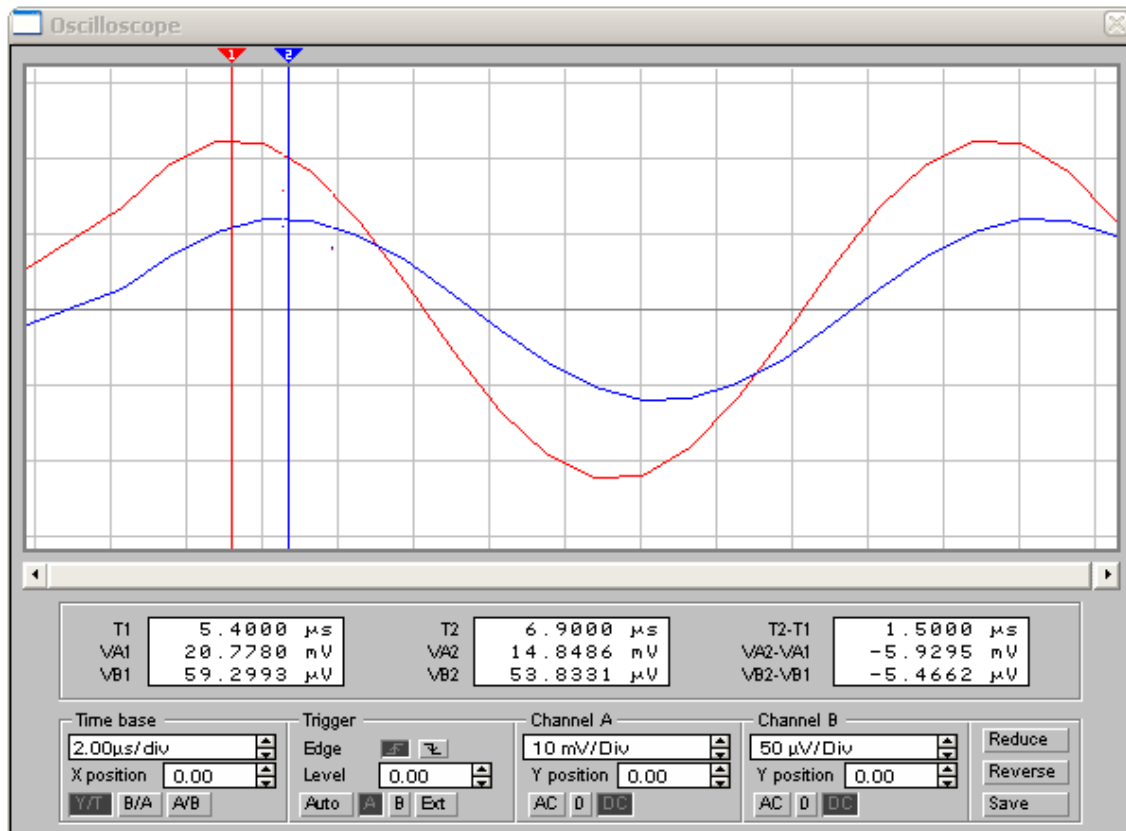 Oscilloscope
1 2
T1 5.4000 µs T2 6.9000 µs T2-T1 1.5000 µs
VA1 20.7780 mV VA2 14.8486 mV VA2-VA1 -5.9295 mV
VB1 59.2993 µV VB2 53.8331 µV VB2-VB1 -5.4662 µV
Time base Trigger Channel A Channel B
2.00µs/div Edge 10 mV/Div 50 µV/Div Reduce
X position 0.00 Level 0.00 Y position 0.00 Y position 0.00 Reverse
Y/T B/A A/B Auto A B Ext AC 0 DC AC 0 DC Save